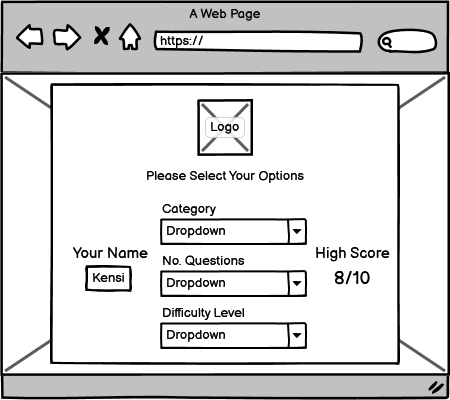 A Web Page
https://
Logo
Please Select Your Options
Category
Dropdown
Your Name
Kensi
No. Questions
Dropdown
High Score
8/10
Difficulty Level
Dropdown